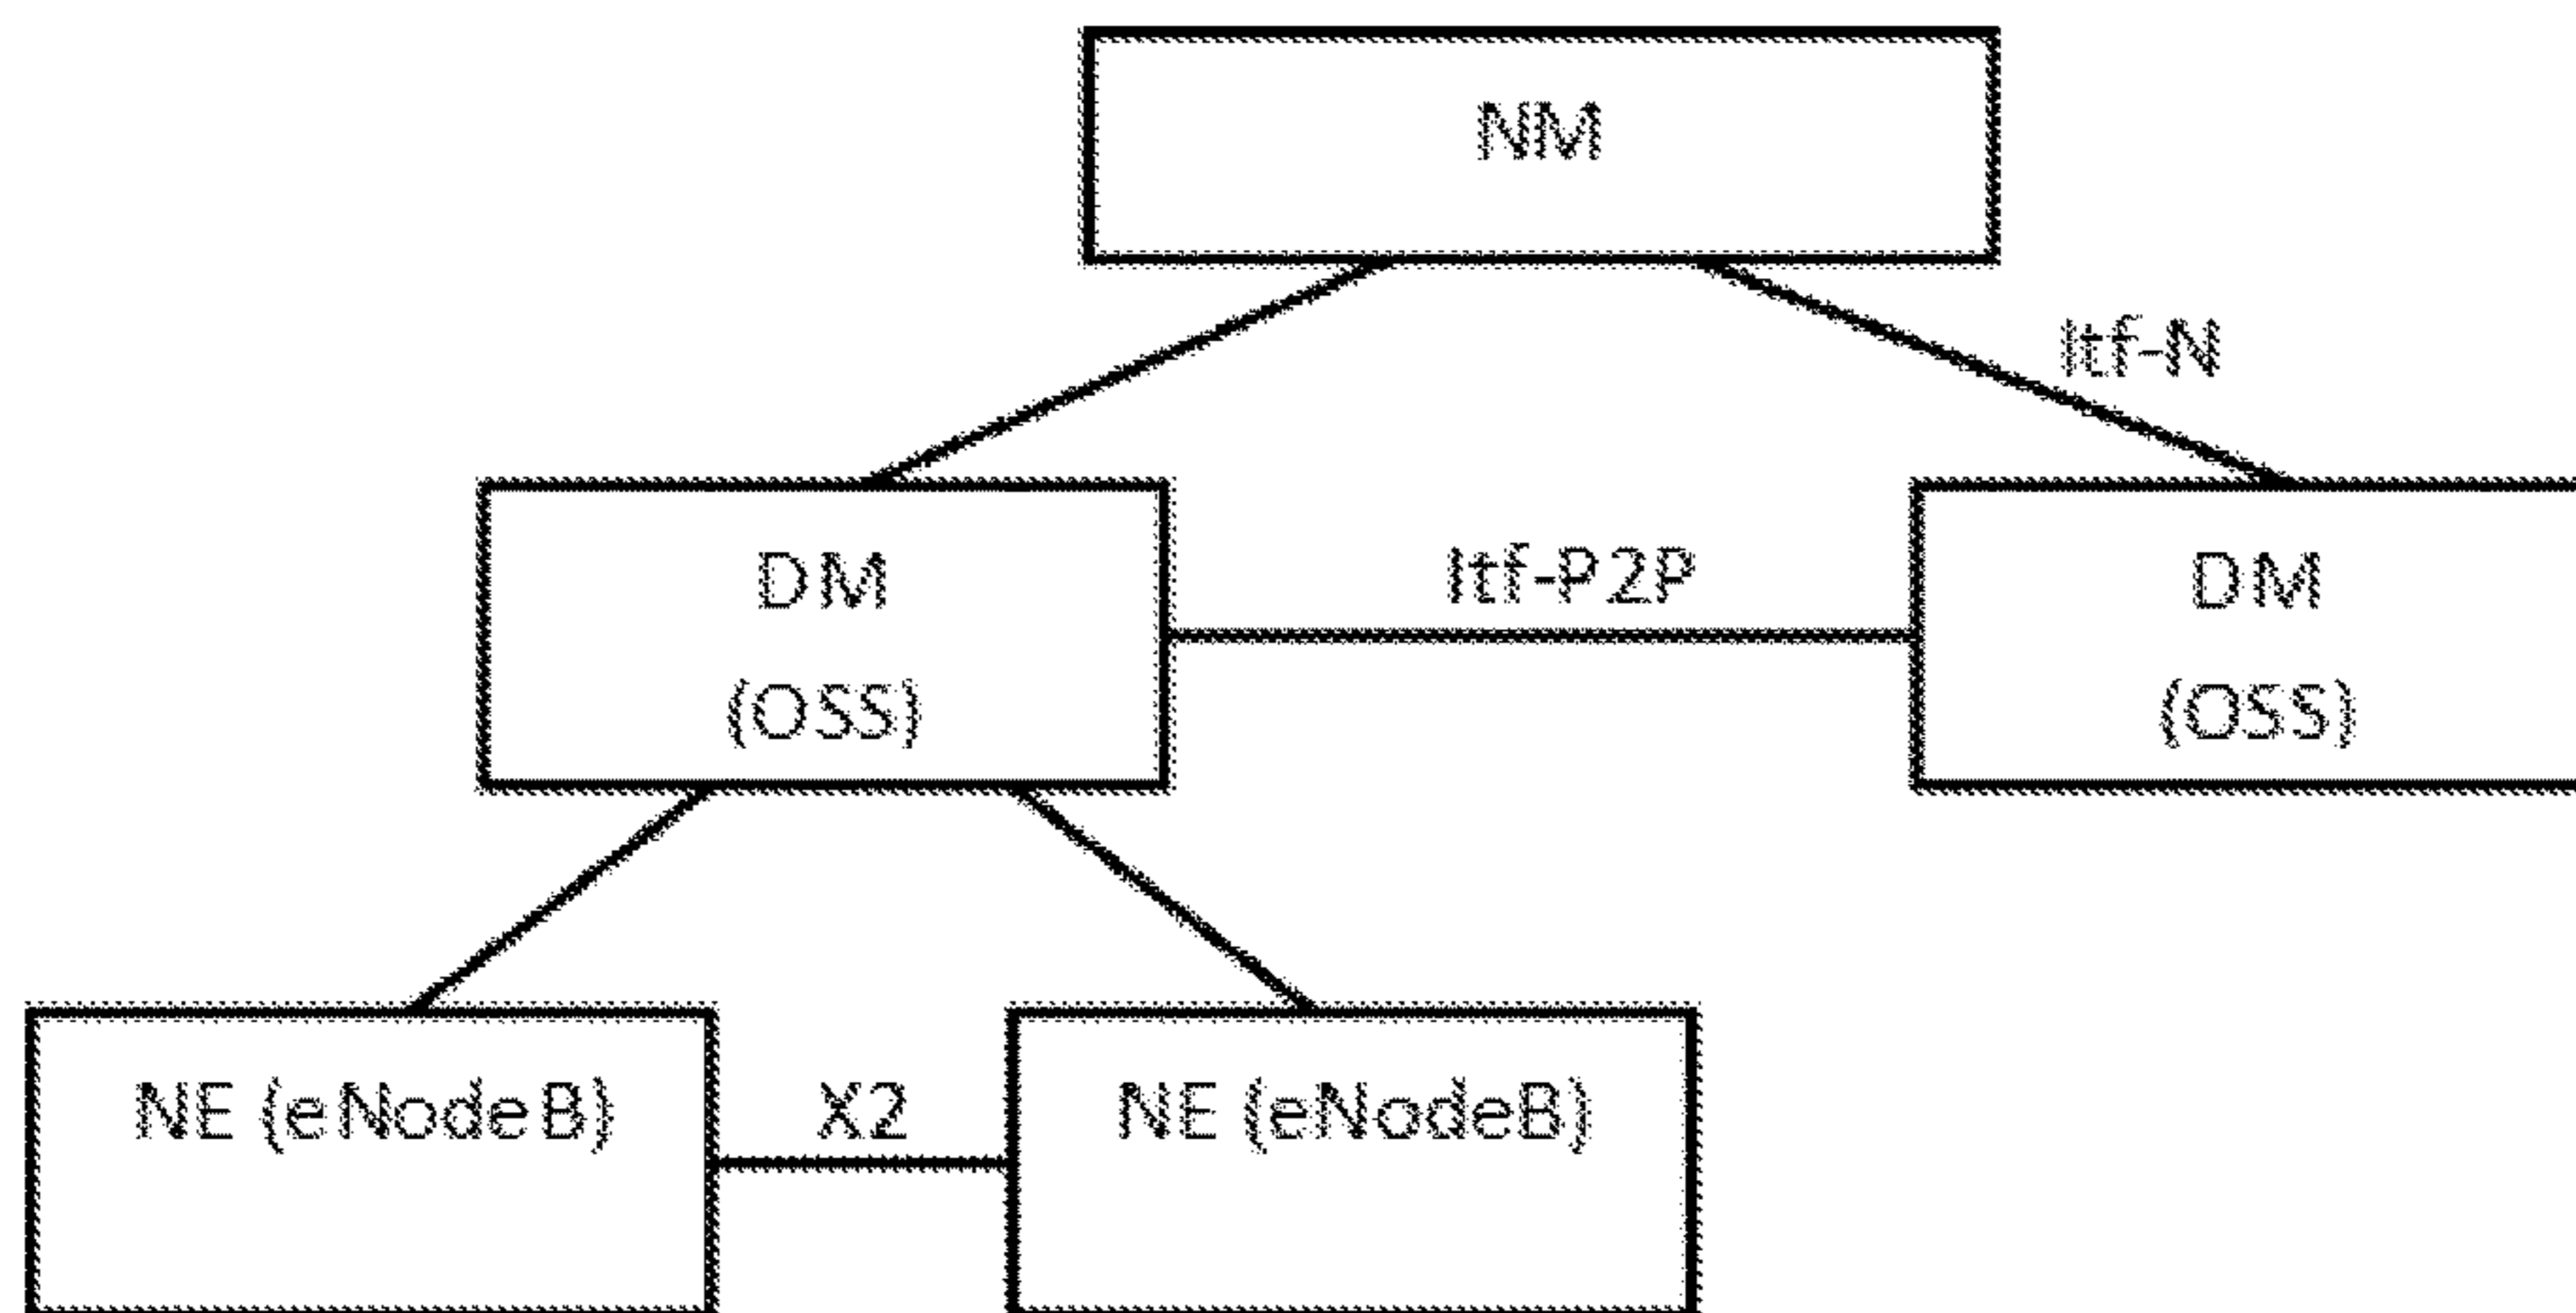 NM
Itf-N
DM
(OSS)
Itf-P2P
DM
(OSS)
NE (eNodeB)
X2
NE (eNodeB)